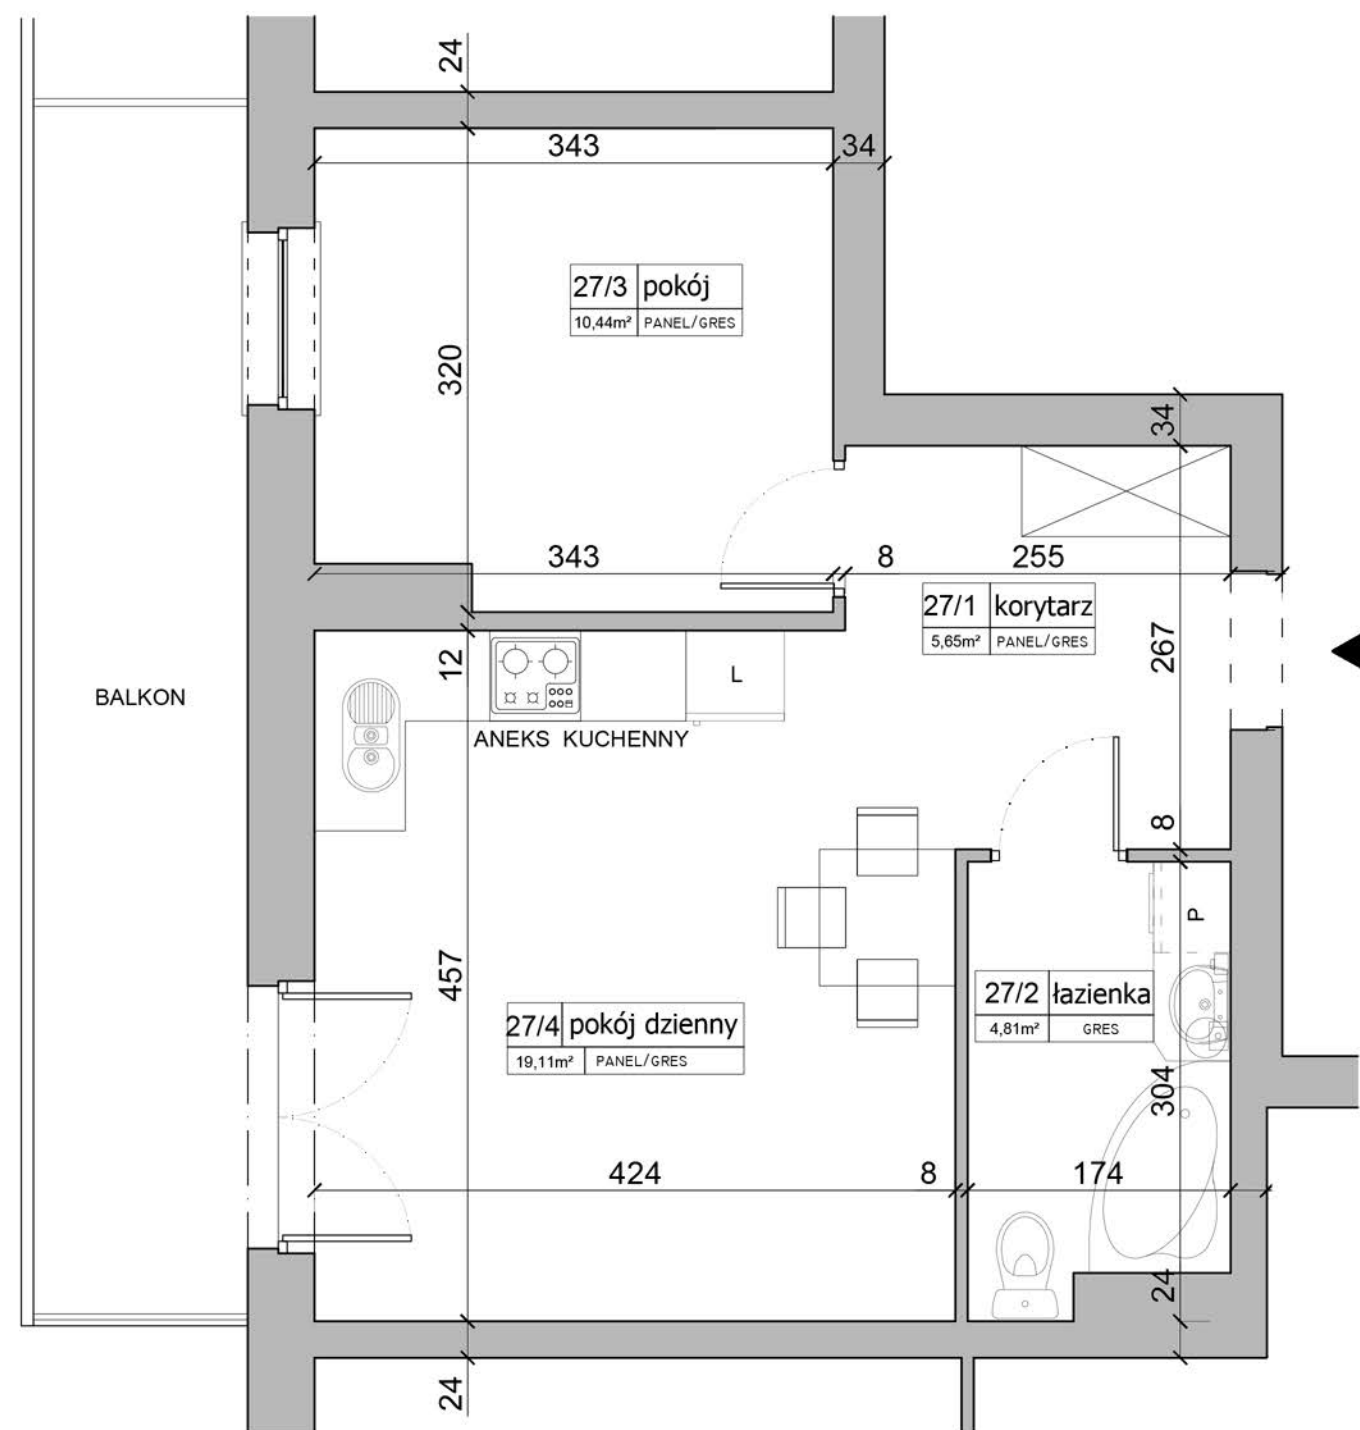 24
343
34
27/3 pokój
10,44m² PANEL/GRES
320
34
343
8
255
27/1 korytarz
5,65m² PANEL/GRES
267
12
L
BALKON
ANEKS KUCHENNY
8
P
457
27/2 łazienka
4,81m² GRES
27/4 pokój dzienny
19,11m² PANEL/GRES
304
424
8
174
24
24